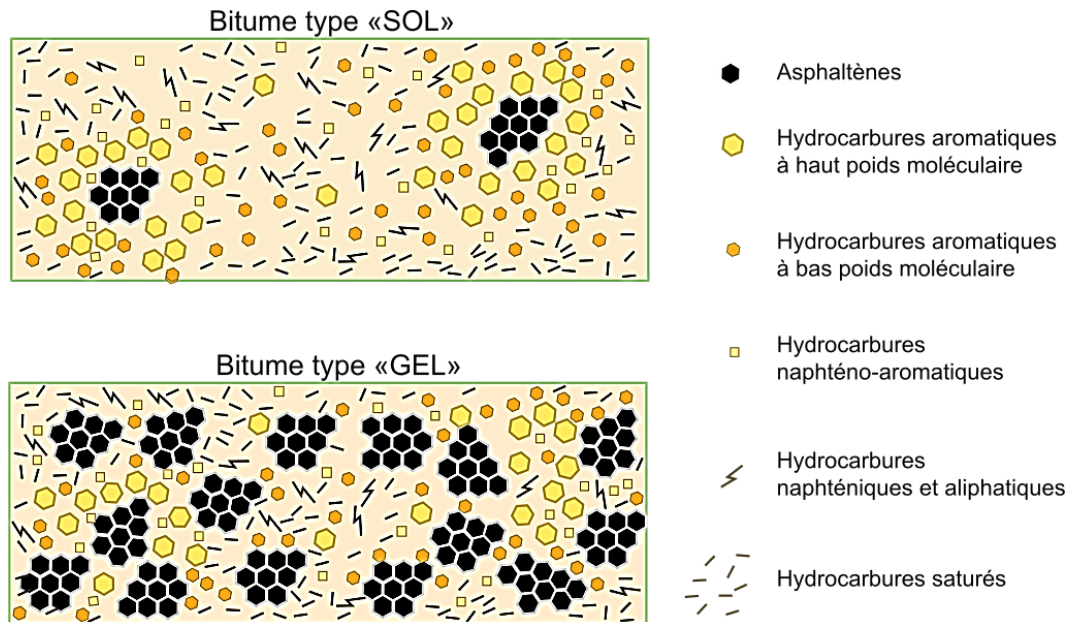 Bitume type «SOL»
Asphaltènes
Hydrocarbures aromatiques
à haut poids moléculaire
Hydrocarbures aromatiques
à bas poids moléculaire
Bitume type «GEL»
Hydrocarbures
naphténo-aromatiques
Hydrocarbures
naphténiques et aliphatiques
Hydrocarbures saturés